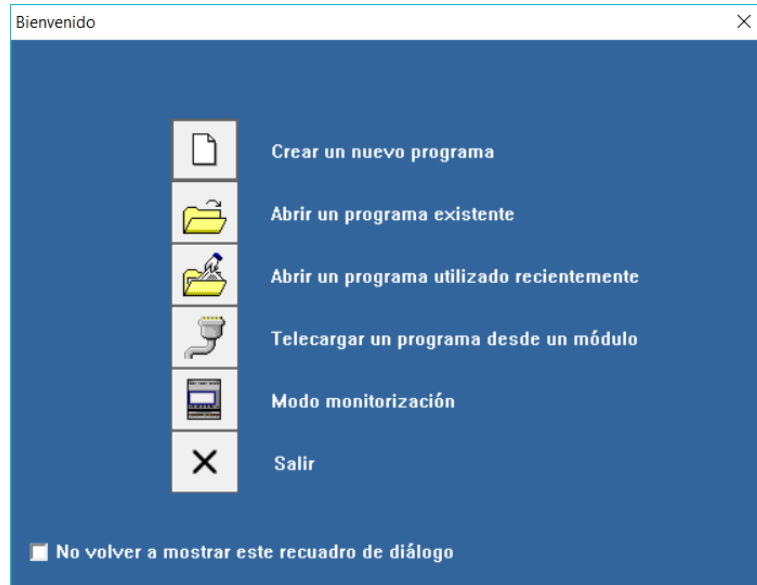 Bienvenido
Crear un nuevo programa
Abrir un programa existente
Abrir un programa utilizado recientemente
Telecargar un programa desde un módulo
Modo monitorización
Salir
No volver a mostrar este recuadro de diálogo